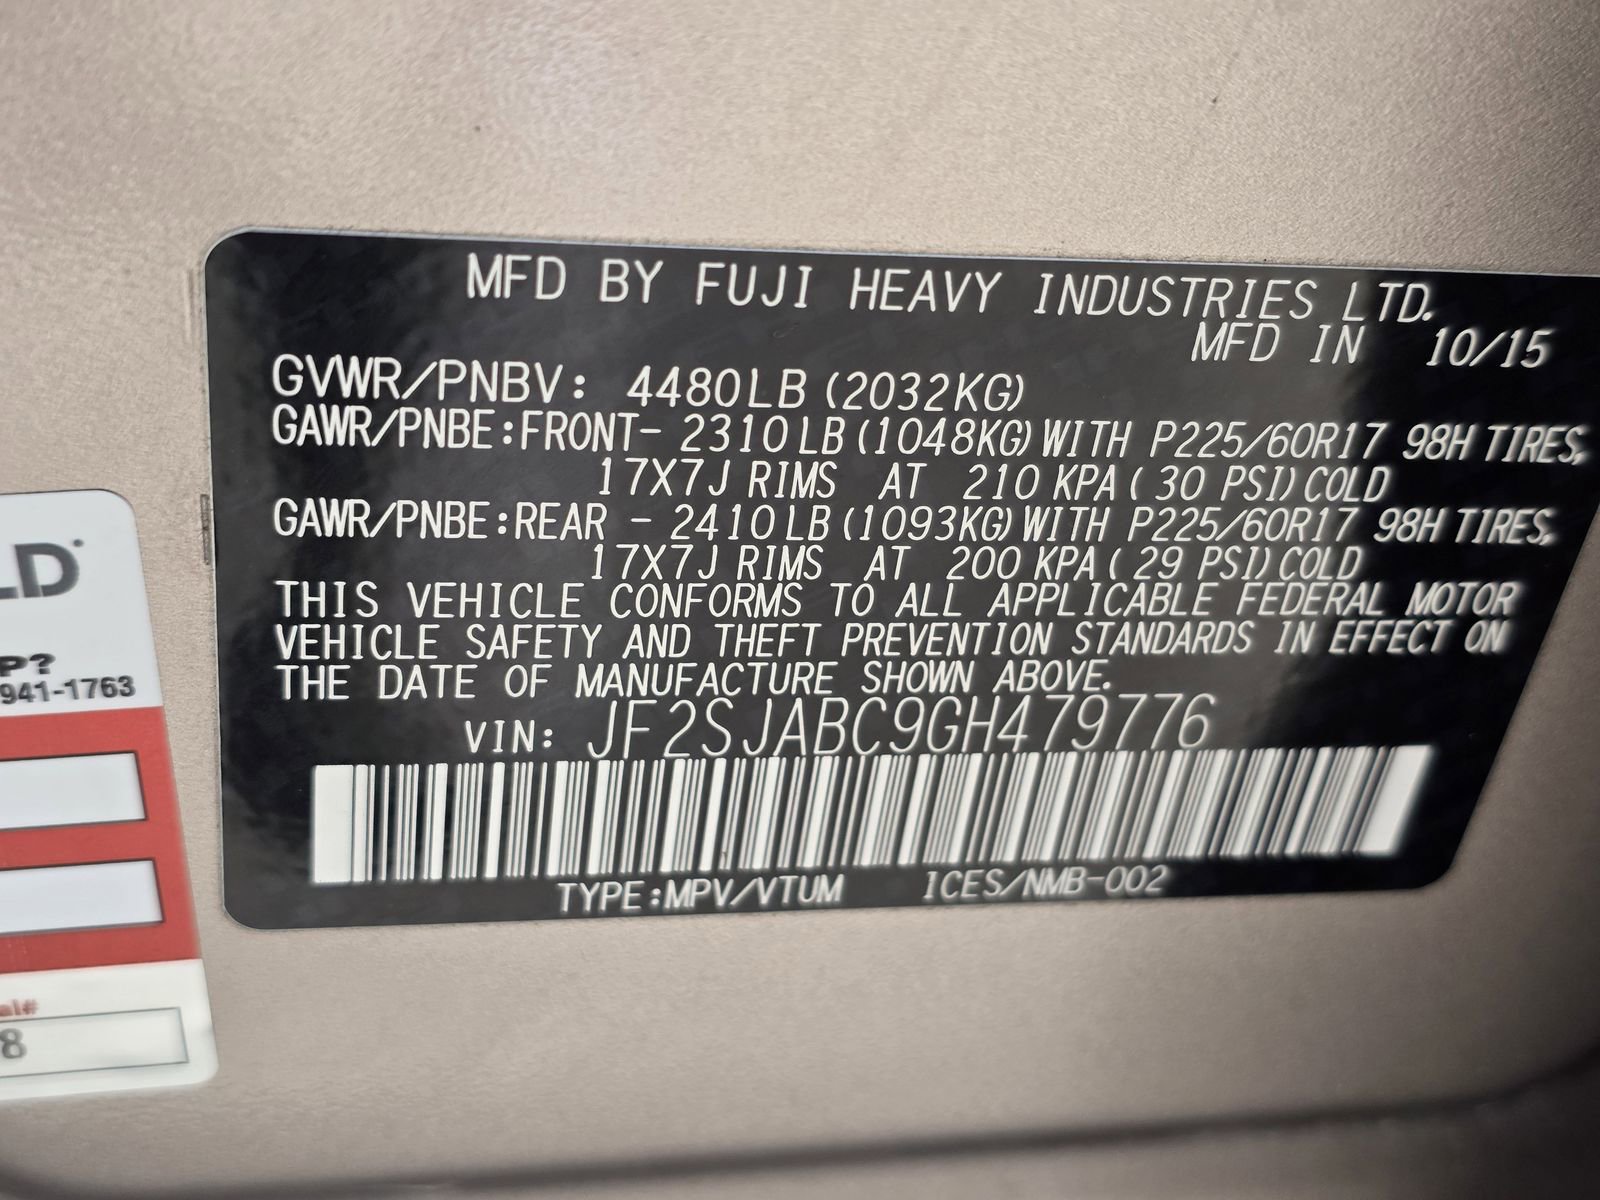 MFD BY FUJI HEAVY INDUSTRIES LTD.
MFD IN 10/15
GVWR/PNBV: 4480LB (2032KG)
GAWR/PNBE:FRONT- 2310LB (1048KG) WITH P225/60R17 98H TIRES,
17X7J RIMS AT 210 KPA ( 30 PSI) COLD
GAWR/PNBE:REAR - 2410LB (1093KG) WITH P225/60R17 98H TIRES,
17X7J RIMS AT 200 KPA ( 29 PSI) COLD
THIS VEHICLE CONFORMS TO ALL APPLICABLE FEDERAL MOTOR
VEHICLE SAFETY AND THEFT PREVENTION STANDARDS IN EFFECT ON
THE DATE OF MANUFACTURE SHOWN ABOVE.
VIN: JF2SJABC9GH479776
TYPE:MPV/VTUM ICES/NMB-002
LD
P?
941-1763
al#
8